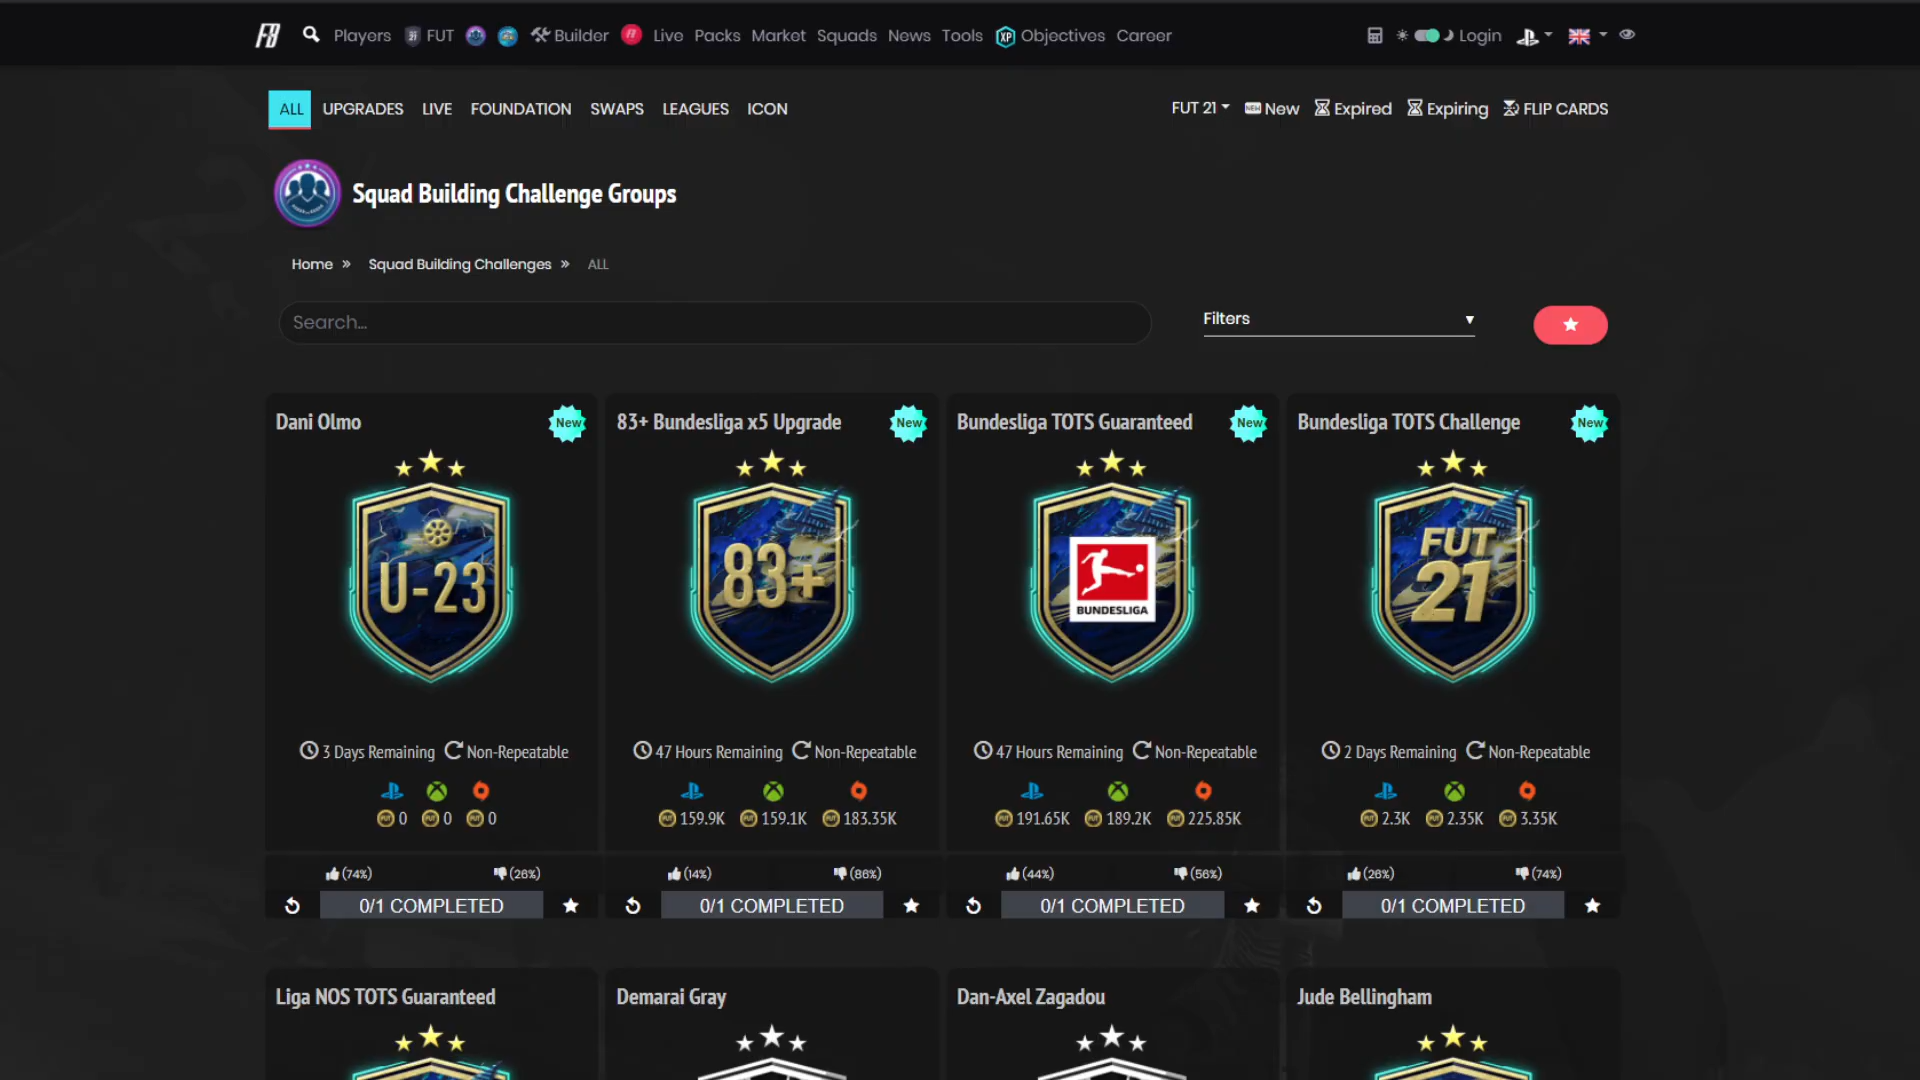 Players FUT Builder Live Packs Market Squads News Tools XP Objectives Career Login
ALL UPGRADES LIVE FOUNDATION SWAPS LEAGUES ICON FUT 21 NEW New Expired Expiring FLIP CARDS
Squad Building Challenge Groups
Home » Squad Building Challenges » ALL
Search... Filters
Dani Olmo New
U-23
3 Days Remaining Non-Repeatable
0 0 0
(74%) (26%)
0/1 COMPLETED
83+ Bundesliga x5 Upgrade New
83+
47 Hours Remaining Non-Repeatable
159.9K 159.1K 183.35K
(14%) (86%)
0/1 COMPLETED
Bundesliga TOTS Guaranteed New
BUNDESLIGA
47 Hours Remaining Non-Repeatable
191.65K 189.2K 225.85K
(44%) (56%)
0/1 COMPLETED
Bundesliga TOTS Challenge New
FUT
21
2 Days Remaining Non-Repeatable
2.3K 2.35K 3.35K
(26%) (74%)
0/1 COMPLETED
Liga NOS TOTS Guaranteed
Demarai Gray
Dan-Axel Zagadou
Jude Bellingham